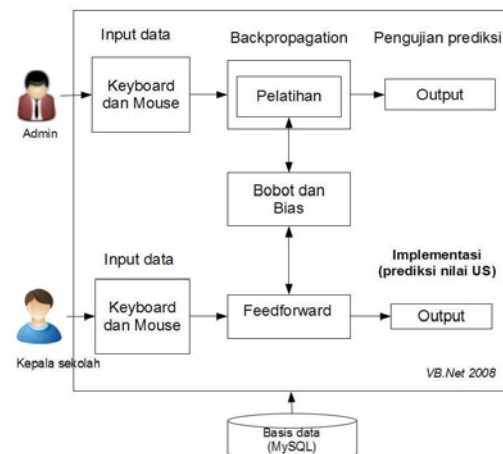 Input data
Backpropagation
Pengujian prediksi
Keyboard
dan Mouse
Pelatihan
Output
Admin
Bobot dan
Bias
Input data
Implementasi
(prediksi nilai US)
Keyboard
dan Mouse
Feedforward
Output
Kepala sekolah
VB.Net 2008
Basis data
(MySQL)